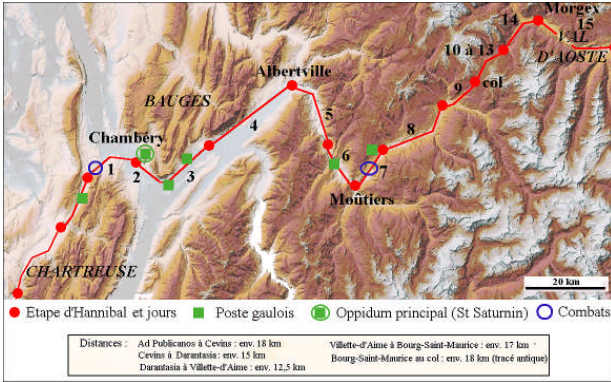 Morgex
14
15
VAL
D'AOSTE
10 à 13
Albertville
col
9
BAUGES
4
5
8
Chambéry
1
2
3
6
7
Moûtiers
CHARTREUSE
20 km
Etape d'Hannibal et jours
Poste gaulois
Oppidum principal (St Saturnin)
Combats
Distances : Ad Publicanos à Cevins : env. 18 km
Cevins à Darantasia : env. 15 km
Darantasia à Villette-d'Aime : env. 12,5 km
Villette-d'Aime à Bourg-Saint-Maurice : env. 17 km
Bourg-Saint-Maurice au col : env. 18 km (tracé antique)